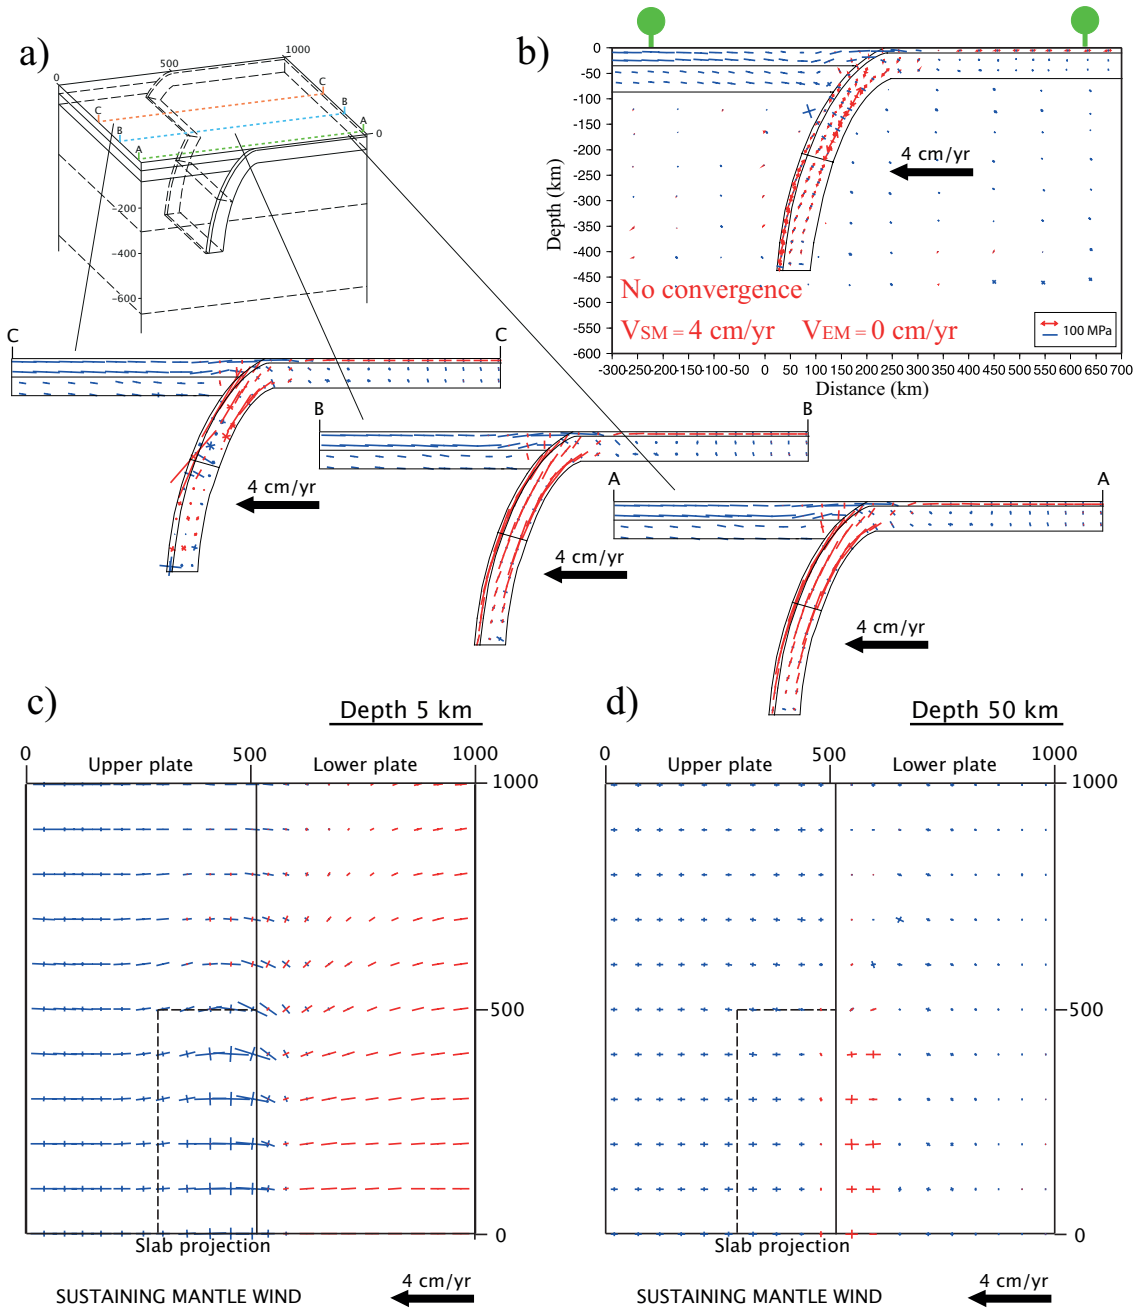 a)
0
500
1000
C
C
B
B
A
A
0
-200
-400
-600
b)
0
-50
-100
-150
-200
-250
-300
-350
-400
-450
-500
-550
-600
Depth (km)
4 cm/yr
No convergence
VSM = 4 cm/yr VEM = 0 cm/yr
100 MPa
-300-250-200-150-100 -50 0 50 100 150 200 250 300 350 400 450 500 550 600 650 700
Distance (km)
C C
4 cm/yr
B B
4 cm/yr
A A
4 cm/yr
c)
Depth 5 km
0 500 1000
Upper plate Lower plate
1000
500
0
Slab projection
SUSTAINING MANTLE WIND
4 cm/yr
d)
Depth 50 km
0 500 1000
Upper plate Lower plate
1000
500
0
Slab projection
SUSTAINING MANTLE WIND
4 cm/yr